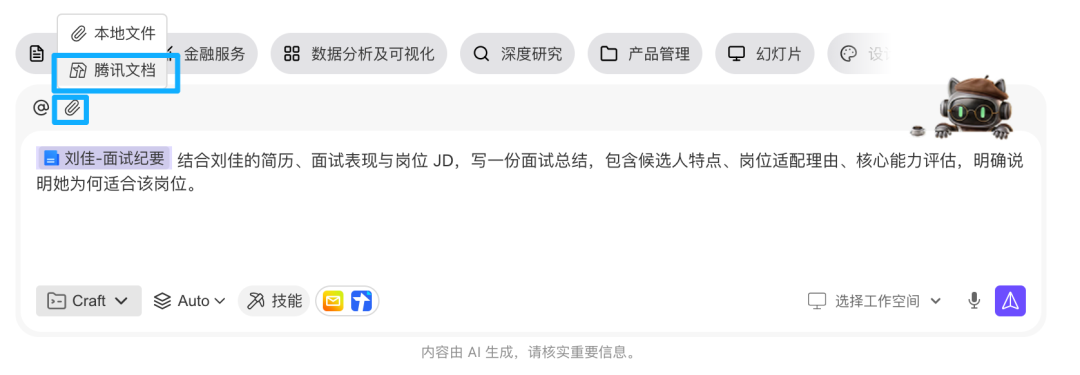 本地文件
腾讯文档
金融服务
数据分析及可视化
深度研究
产品管理
幻灯片
@
刘佳-面试纪要 结合刘佳的简历、面试表现与岗位 JD，写一份面试总结，包含候选人特点、岗位适配理由、核心能力评估，明确说
明她为何适合该岗位。
Craft
Auto
技能
选择工作空间
内容由 AI 生成，请核实重要信息。